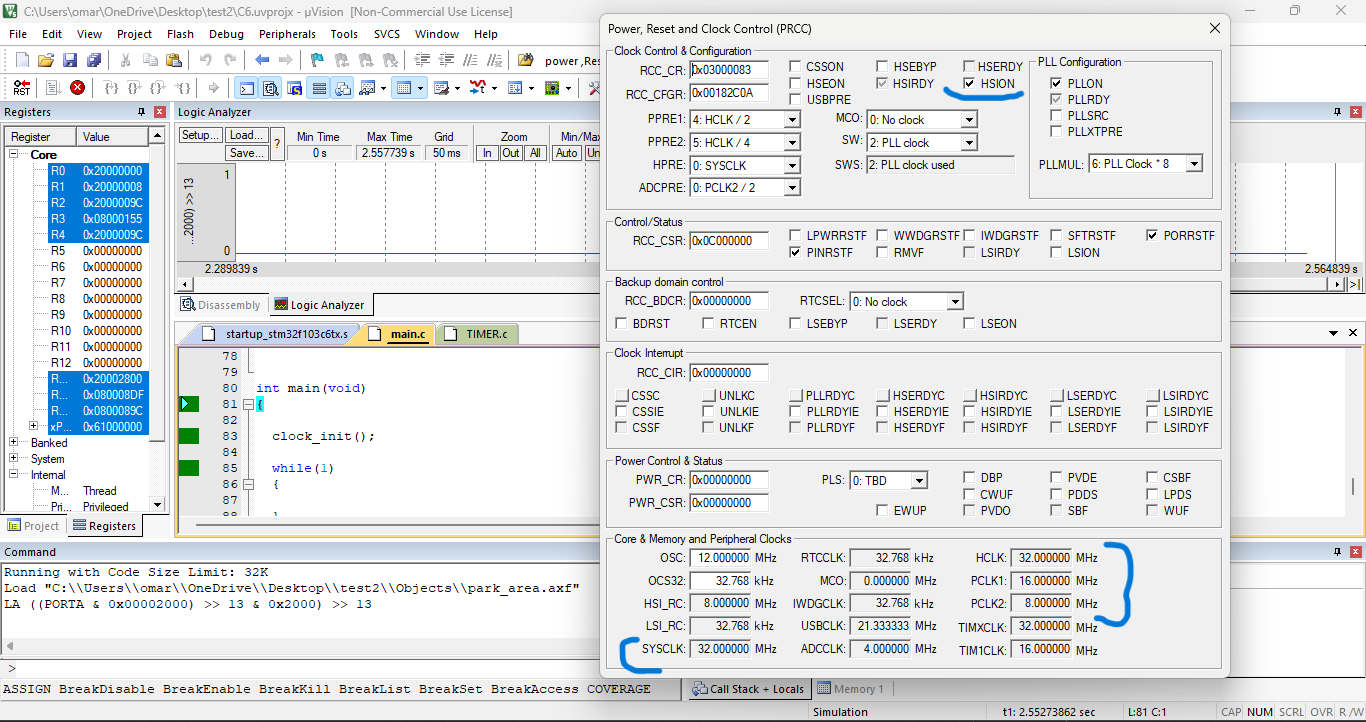 C:\Users\omar\OneDrive\Desktop\test2\C6.uvprojx - µVision [Non-Commercial Use License]
File Edit View Project Flash Debug Peripherals Tools SVCS Window Help
power,Res
RST
Registers
Register Value
Core
R0 0x20000000
R1 0x20000008
R2 0x2000009C
R3 0x08000155
R4 0x2000009C
R5 0x00000000
R6 0x00000000
R7 0x00000000
R8 0x00000000
R9 0x00000000
R10 0x00000000
R11 0x00000000
R12 0x00000000
R... 0x20002800
R... 0x080008DF
R... 0x0800089C
xP... 0x61000000
Banked
System
Internal
M... Thread
Pri... Privileged
Project Registers
Logic Analyzer
Setup... Load... Save... ?
Min Time Max Time Grid Zoom Min/Ma
0 s 2.557739 s 50 ms In Out All Auto Un
...2000) >> 13
1
0
2.289839 s 2.564839 s
Disassembly Logic Analyzer
startup_stm32f103c6tx.s main.c TIMER.c
78
79
80 int main(void)
81 {
82
83 clock_init();
84
85 while(1)
86 {
87
88 }
Command
Running with Code Size Limit: 32K
Load "C:\\Users\\omar\\OneDrive\\Desktop\\test2\\Objects\\park_area.axf"
LA ((PORTA & 0x00002000) >> 13 & 0x2000) >> 13
>
ASSIGN BreakDisable BreakEnable BreakKill BreakList BreakSet BreakAccess COVERAGE
Call Stack + Locals Memory 1
Simulation t1: 2.55273862 sec L:81 C:1 CAP NUM SCRL OVR R/W
Power, Reset and Clock Control (PRCC)
Clock Control & Configuration
RCC_CR: 0x03000083 CSSON HSEBYP HSERDY
RCC_CFGR: 0x00182C0A HSEON HSIRDY HSION
USBPRE
PPRE1: 4: HCLK / 2 MCO: 0: No clock
PPRE2: 5: HCLK / 4 SW: 2: PLL clock
HPRE: 0: SYSCLK SWS: 2: PLL clock used
ADCPRE: 0: PCLK2 / 2
PLL Configuration
PLLON
PLLRDY
PLLSRC
PLLXTPRE
PLLMUL: 6: PLL Clock * 8
Control/Status
RCC_CSR: 0x0C000000 LPWRRSTF WWDGRSTF IWDGRSTF SFTRSTF PORRSTF
PINRSTF RMVF LSIRDY LSION
Backup domain control
RCC_BDCR: 0x00000000 RTCSEL: 0: No clock
BDRST RTCEN LSEBYP LSERDY LSEON
Clock Interrupt
RCC_CIR: 0x00000000
CSSC UNLKC PLLRDYC HSERDYC HSIRDYC LSERDYC LSIRDYC
CSSIE UNLKIE PLLRDYIE HSERDYIE HSIRDYIE LSERDYIE LSIRDYIE
CSSF UNLKF PLLRDYF HSERDYF HSIRDYF LSERDYF LSIRDYF
Power Control & Status
PWR_CR: 0x00000000 PLS: 0: TBD DBP PVDE CSBF
CWUF PDDS LPDS
PWR_CSR: 0x00000000 EWUP PVDO SBF WUF
Core & Memory and Peripheral Clocks
OSC: 12.000000 MHz RTCCLK: 32.768 kHz HCLK: 32.000000 MHz
OCS32: 32.768 kHz MCO: 0.000000 MHz PCLK1: 16.000000 MHz
HSI_RC: 8.000000 MHz IWDGCLK: 32.768 kHz PCLK2: 8.000000 MHz
LSI_RC: 32.768 kHz USBCLK: 21.333333 MHz TIMXCLK: 32.000000 MHz
SYSCLK: 32.000000 MHz ADCCLK: 4.000000 MHz TIM1CLK: 16.000000 MHz